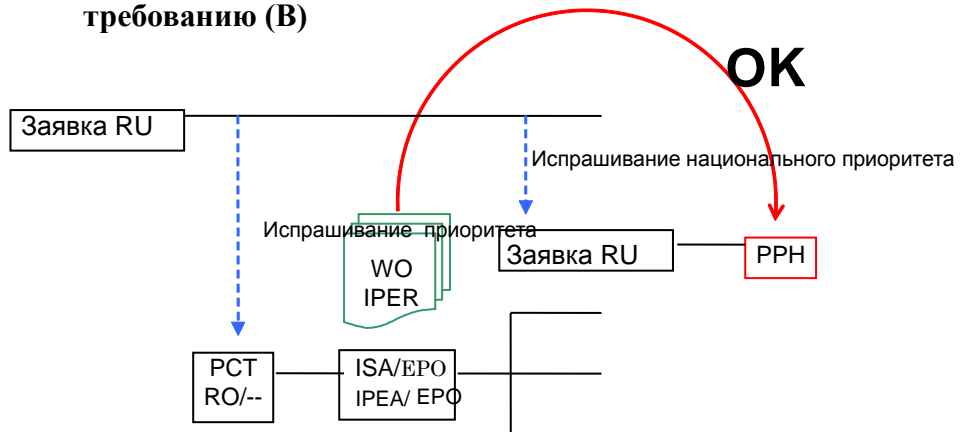 требованию (B)
OK
Заявка RU
Испрашивание национального приоритета
Испрашивание приоритета
Заявка RU
PPH
WO
IPER
PCT
RO/--
ISA/EPO
IPEA/ EPO